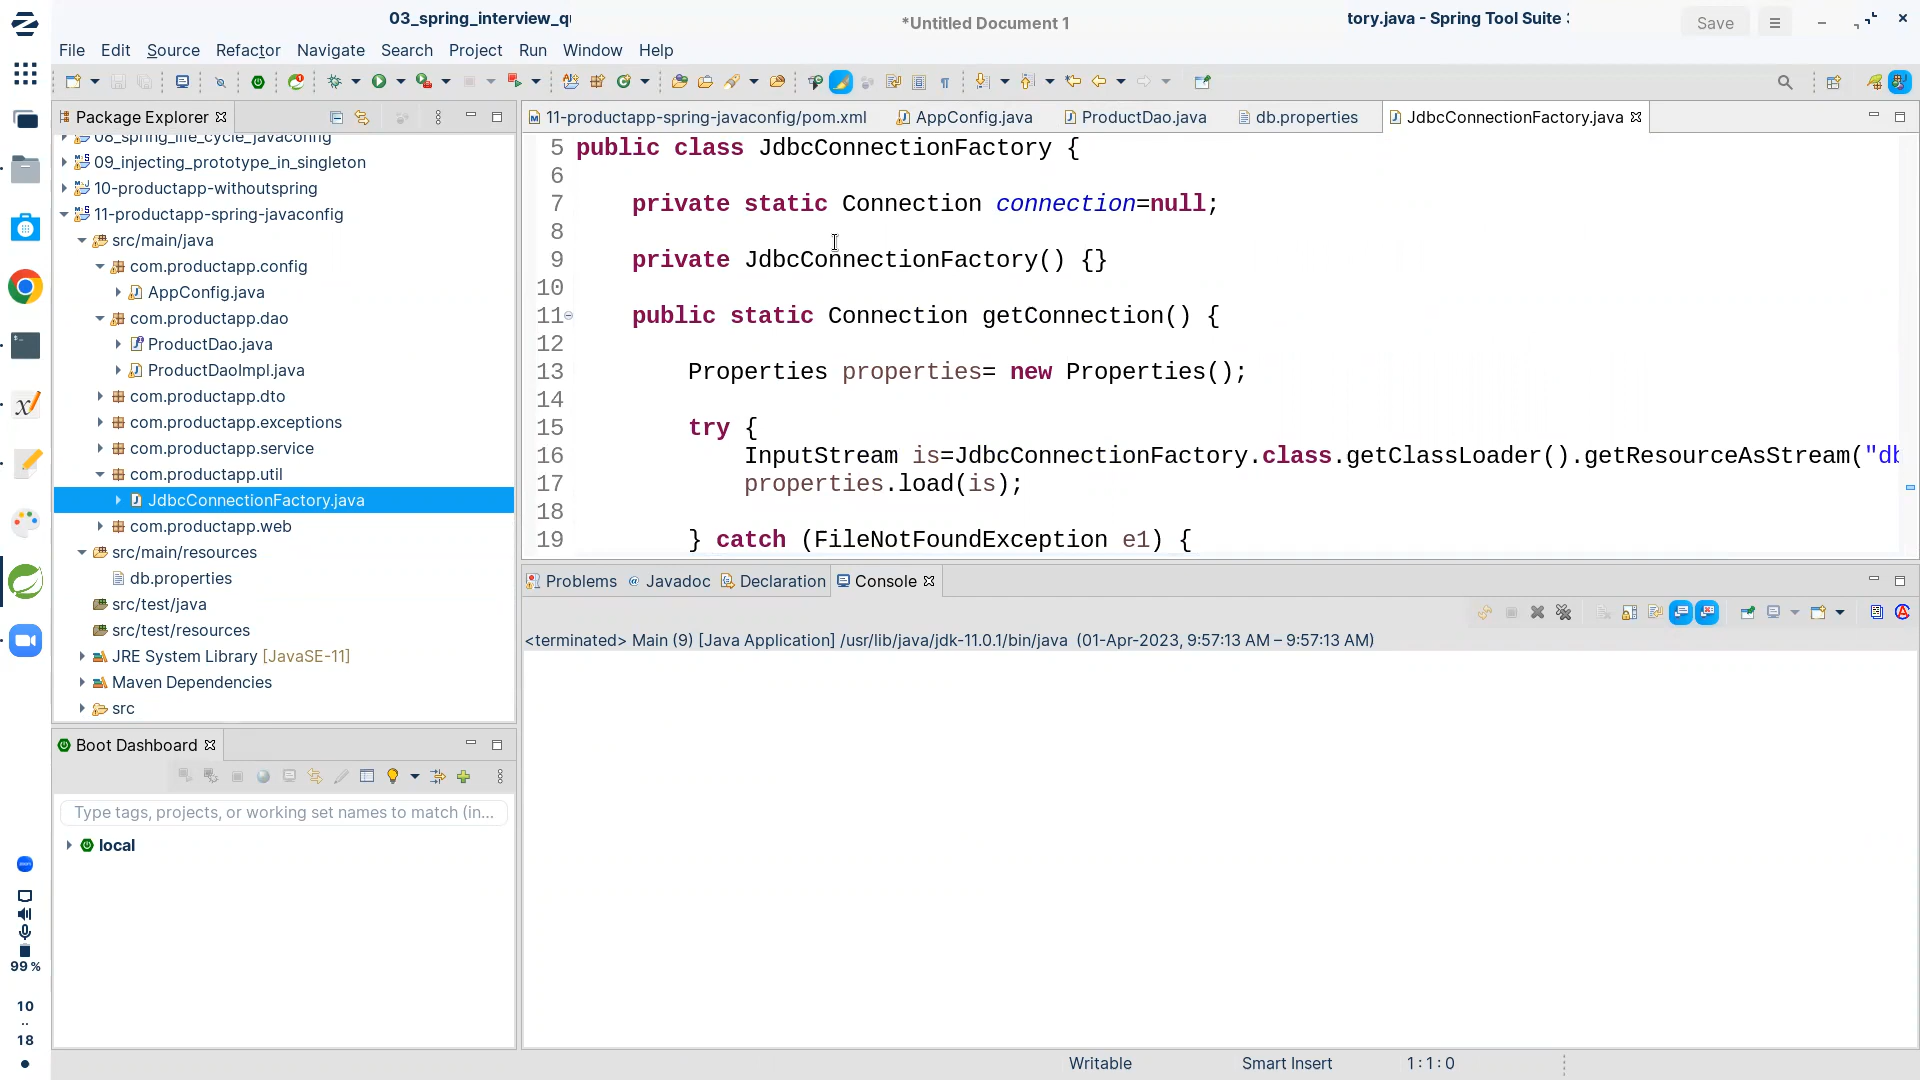 03_spring_interview_qu
*Untitled Document 1
tory.java - Spring Tool Suite
Save
File Edit Source Refactor Navigate Search Project Run Window Help
Package Explorer
11-productapp-spring-javaconfig/pom.xml
AppConfig.java
ProductDao.java
db.properties
JdbcConnectionFactory.java
08_spring_life_cycle_javaconfig
09_injecting_prototype_in_singleton
10-productapp-withoutspring
11-productapp-spring-javaconfig
src/main/java
com.productapp.config
AppConfig.java
com.productapp.dao
ProductDao.java
ProductDaoImpl.java
com.productapp.dto
com.productapp.exceptions
com.productapp.service
com.productapp.util
JdbcConnectionFactory.java
com.productapp.web
src/main/resources
db.properties
src/test/java
src/test/resources
JRE System Library [JavaSE-11]
Maven Dependencies
src
5 public class JdbcConnectionFactory {
6
7 private static Connection connection=null;
8
9 private JdbcConnectionFactory() {}
10
11 public static Connection getConnection() {
12
13 Properties properties= new Properties();
14
15 try {
16 InputStream is=JdbcConnectionFactory.class.getClassLoader().getResourceAsStream("db
17 properties.load(is);
18
19 } catch (FileNotFoundException e1) {
Problems @ Javadoc Declaration Console
<terminated> Main (9) [Java Application] /usr/lib/java/jdk-11.0.1/bin/java (01-Apr-2023, 9:57:13 AM – 9:57:13 AM)
Boot Dashboard
Type tags, projects, or working set names to match (in...
local
99 %
10
..
18
Writable
Smart Insert
1 : 1 : 0